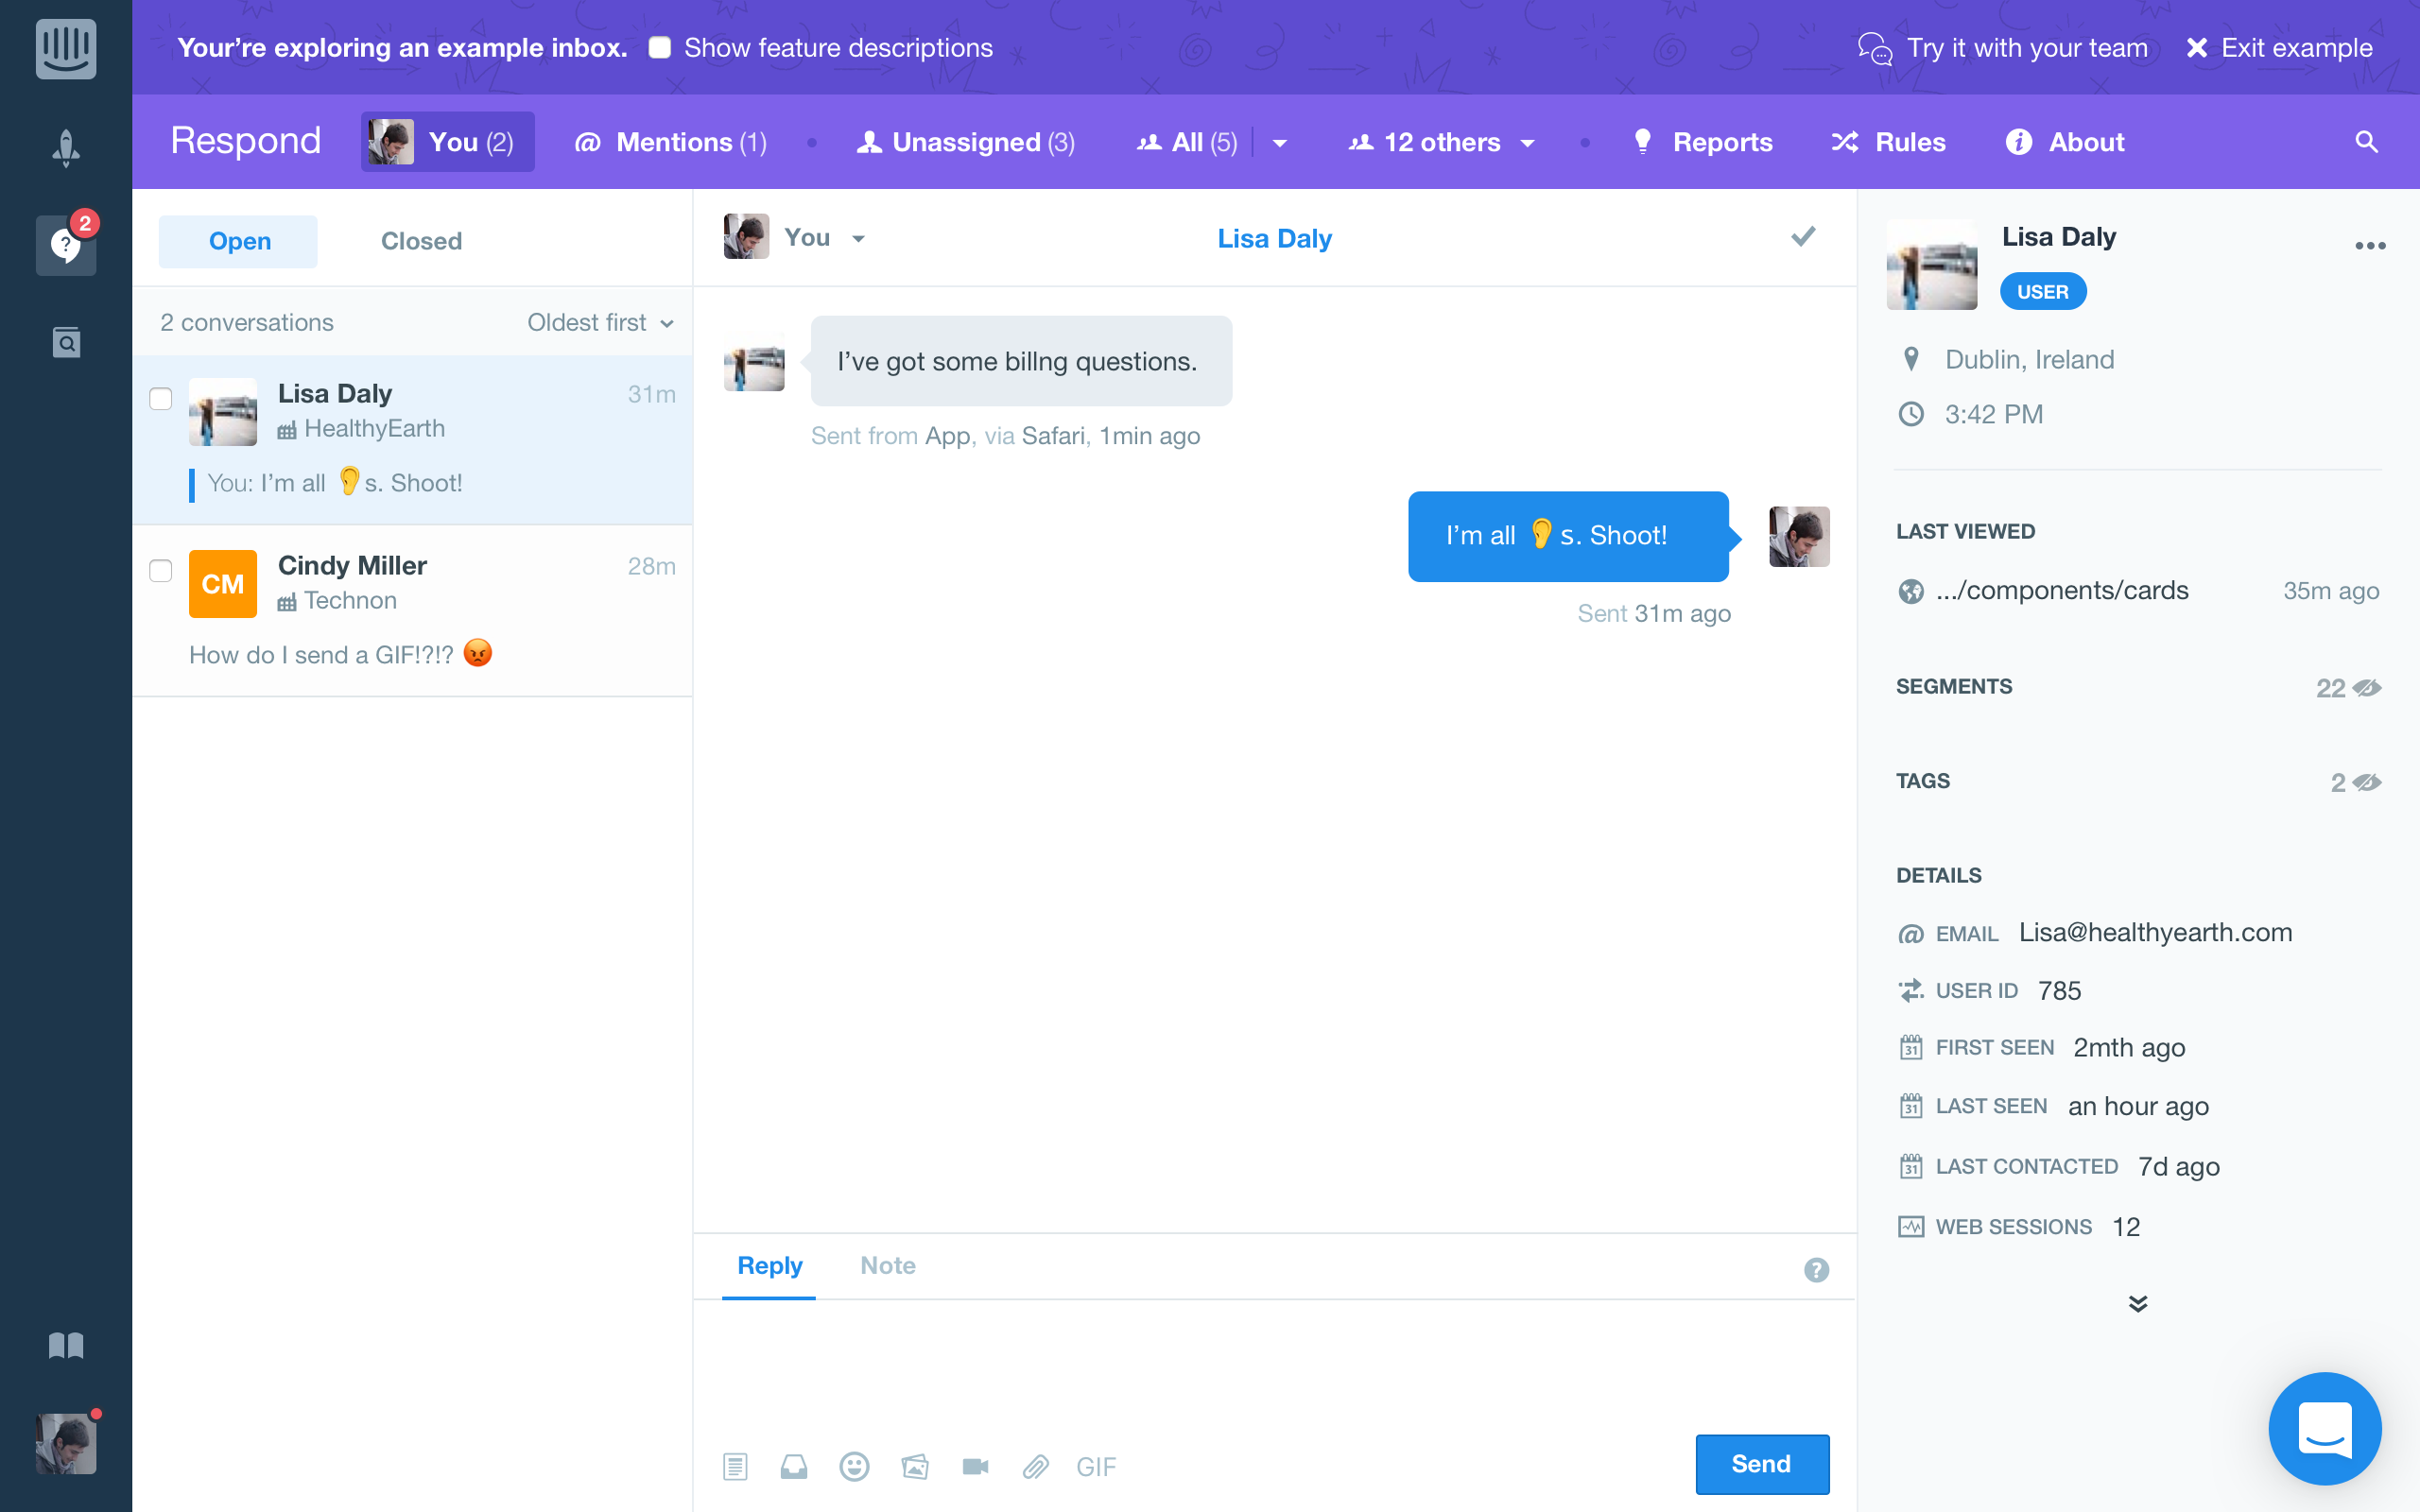 Your’re exploring an example inbox. Show feature descriptions Try it with your team Exit example
Respond You (2) @ Mentions (1) Unassigned (3) All (5) 12 others Reports Rules About
2
Open Closed
2 conversations Oldest first
Lisa Daly 31m
HealthyEarth
You: I’m all 👂s. Shoot!
CM Cindy Miller 28m
Technon
How do I send a GIF!?!? 😡
You Lisa Daly
I’ve got some billng questions.
Sent from App, via Safari, 1min ago
I’m all 👂s. Shoot!
Sent 31m ago
Reply Note ?
GIF Send
Lisa Daly
USER
Dublin, Ireland
3:42 PM
LAST VIEWED
.../components/cards 35m ago
SEGMENTS 22
TAGS 2
DETAILS
@ EMAIL Lisa@healthyearth.com
USER ID 785
31 FIRST SEEN 2mth ago
31 LAST SEEN an hour ago
31 LAST CONTACTED 7d ago
WEB SESSIONS 12